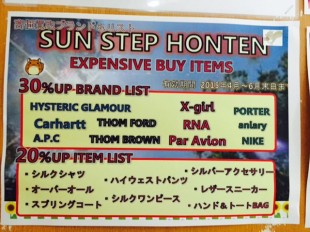 SUN STEP HONTEN
EXPENSIVE BUY ITEMS
30%UP BRAND LIST
HYSTERIC GLAMOUR X-girl PORTER
Carhartt THOM FORD RNA aniary
A.P.C THOM BROWN Par Avion NIKE
20%UP ITEM LIST
・シルクシャツ ・ハイウェストパンツ ・シルバーアクセサリー
・オーバーオール ・レザースニーカー
・スプリングコート ・シルクワンピース ・ハンド&トートBAG